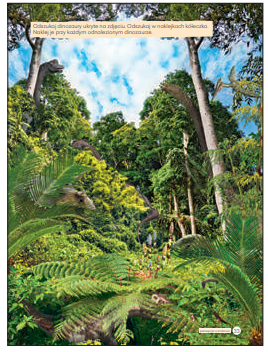 Odszukaj dinozaury ukryte na zdjęciu. Odszukaj w naklejkach kółeczka.
Naklej je przy każdym odnalezionym dinozaurze.